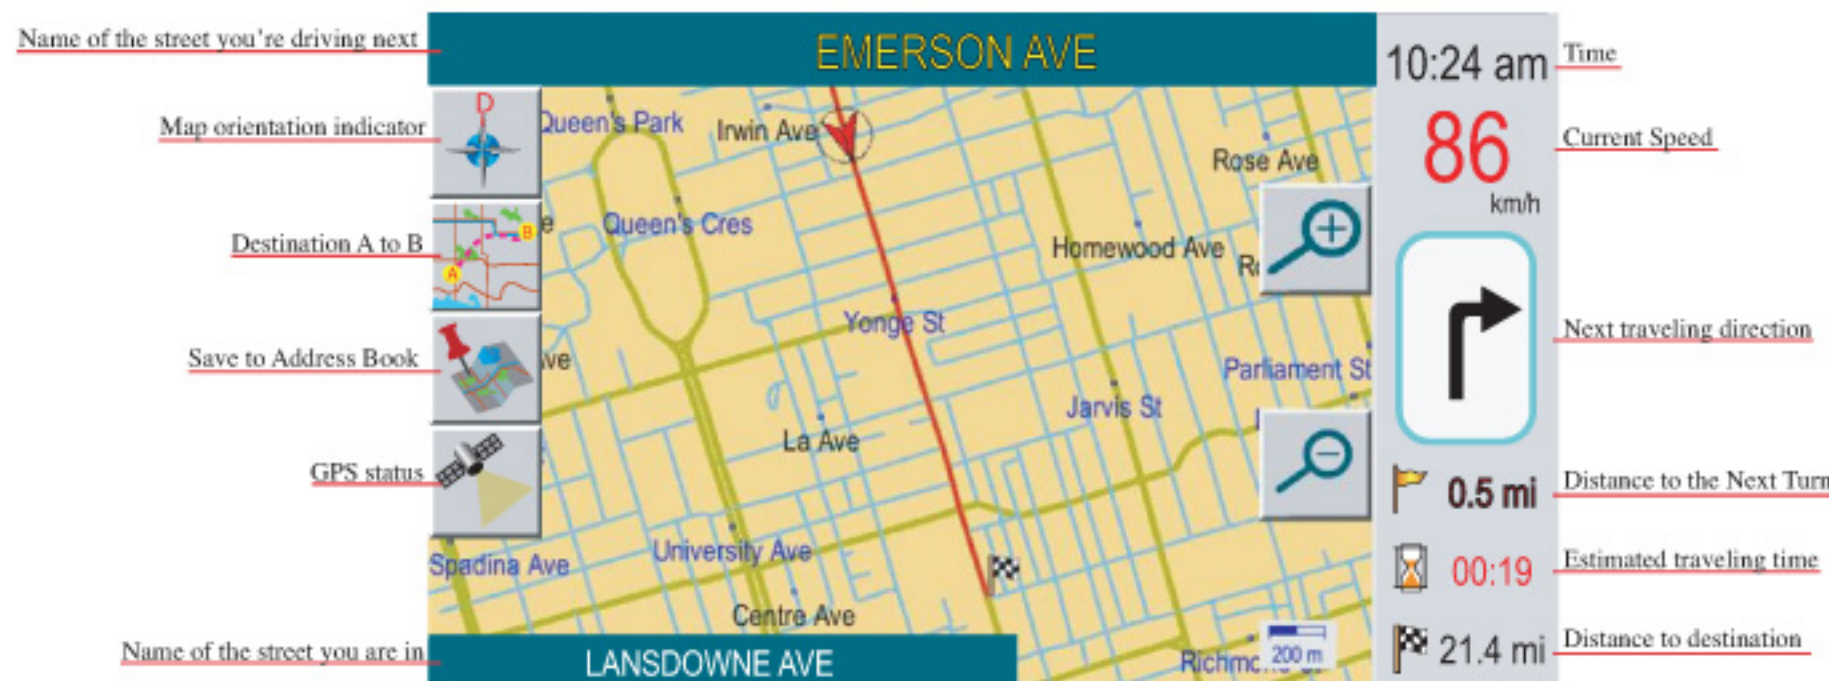 Name of the street you're driving next
EMERSON AVE
10:24 am
Time
Map orientation indicator
D
Queen's Park
Irwin Ave
Rose Ave
86
km/h
Current Speed
Destination A to B
A
B
Queen's Cres
Homewood Ave
Yonge St
Next traveling direction
Save to Address Book
Parliament St
Jarvis St
La Ave
GPS status
0.5 mi
Distance to the Next Turn
Spadina Ave
University Ave
00:19
Estimated traveling time
Centre Ave
Name of the street you are in
LANSDOWNE AVE
200 m
21.4 mi
Distance to destination